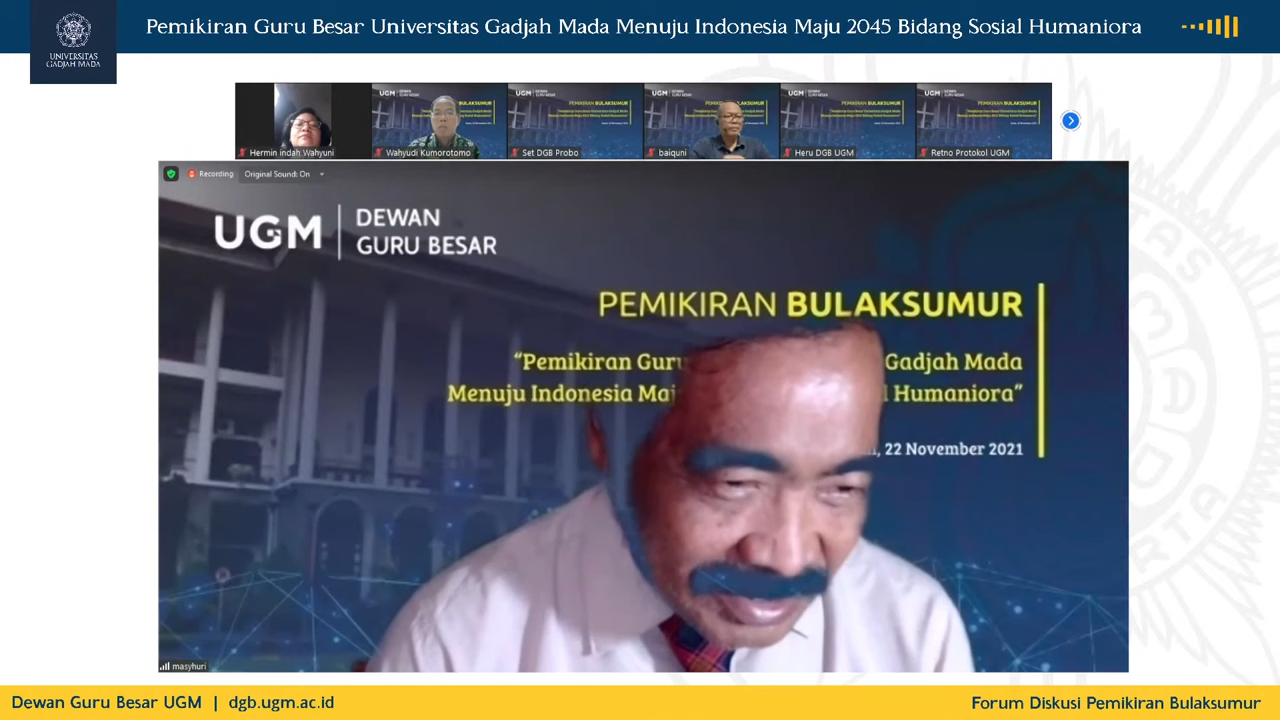 Pemikiran Guru Besar Universitas Gadjah Mada Menuju Indonesia Maju 2045 Bidang Sosial Humaniora
UNIVERSITAS
GADJAH MADA
Hermin indah Wahyuni
Wahyudi Kumorotomo
Set DGB Probo
baiquni
Heru DGB UGM
Retno Protokol UGM
Recording
Original Sound: On
UGM
DEWAN
GURU BESAR
PEMIKIRAN BULAKSUMUR
“Pemikiran Guru Gadjah Mada
Menuju Indonesia Maj l Humaniora”
, 22 November 2021
masyhuri
Dewan Guru Besar UGM | dgb.ugm.ac.id
Forum Diskusi Pemikiran Bulaksumur